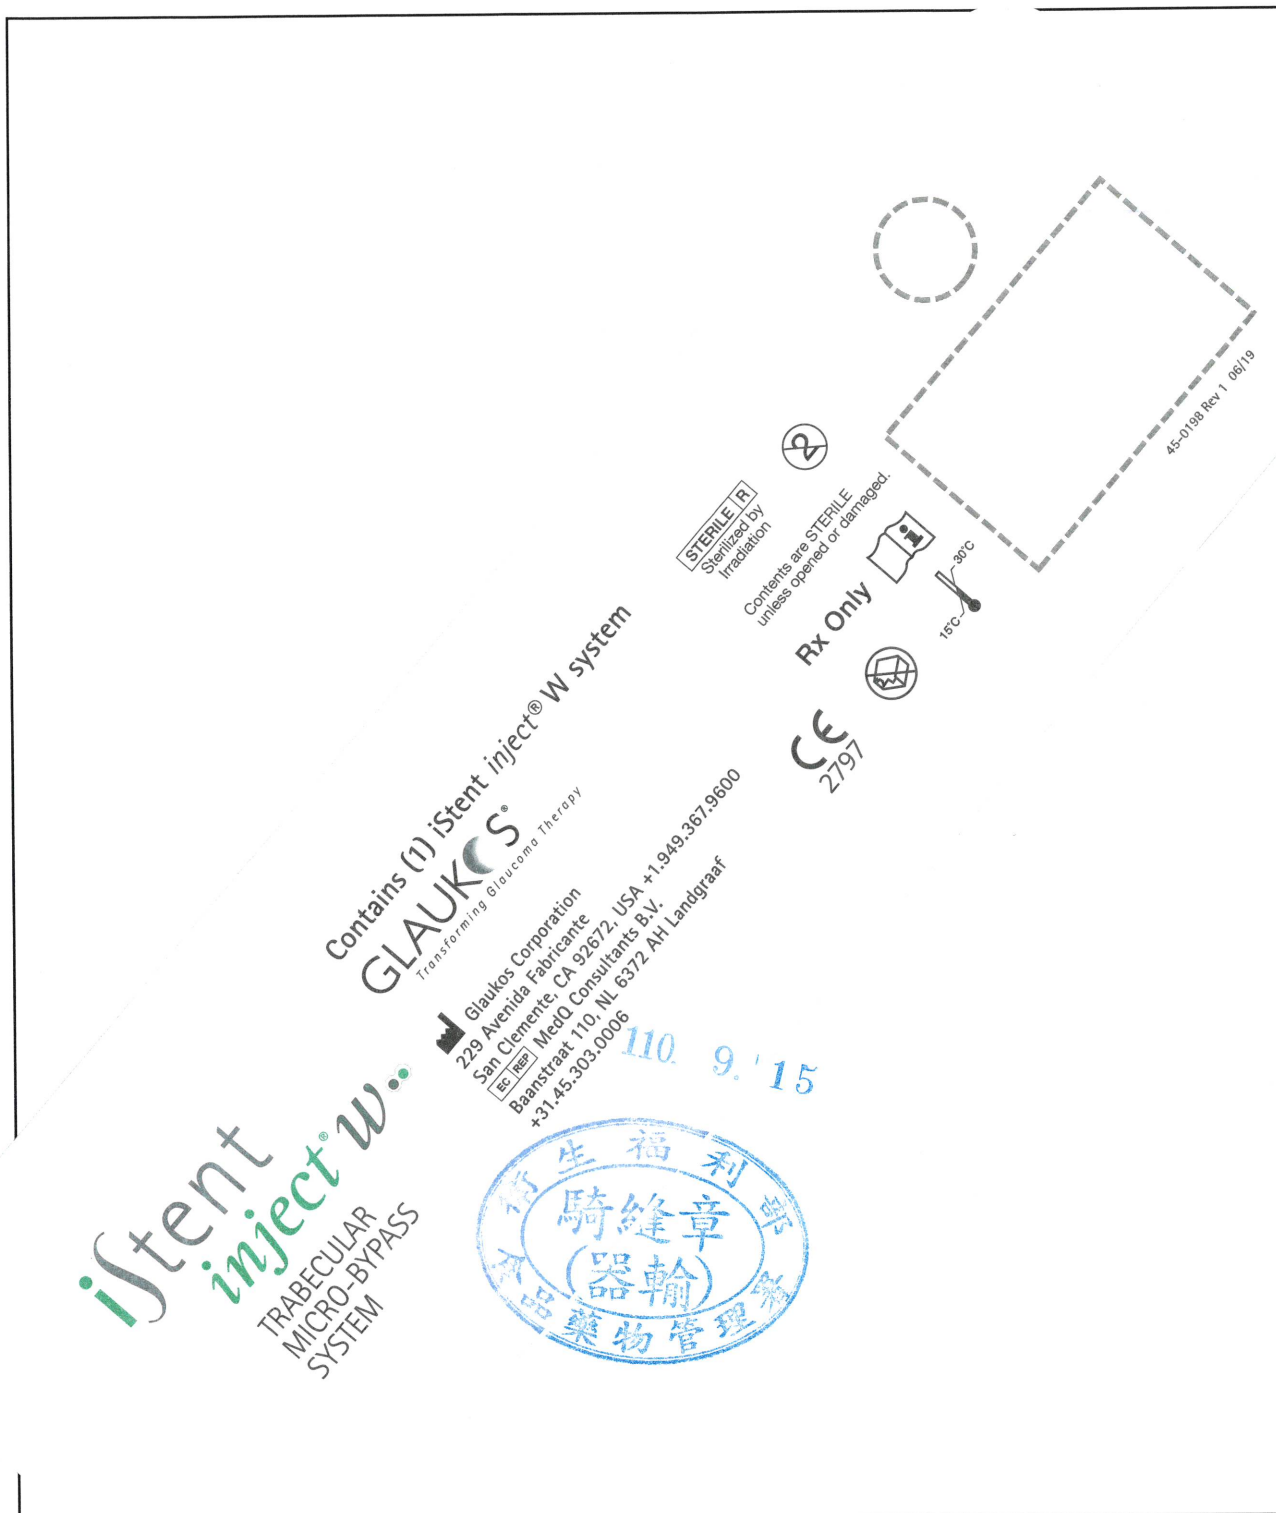 iStent
inject® W
TRABECULAR
MICRO-BYPASS
SYSTEM
Contains (1) iStent inject® W system
GLAUKOS®
Transforming Glaucoma Therapy
Glaukos Corporation
229 Avenida Fabricante
San Clemente, CA 92672, USA +1.949.367.9600
EC REP MedQ Consultants B.V.
Baanstraat 110, NL 6372 AH Landgraaf
+31.45.303.0006
STERILE R
Sterilized by
Irradiation
2
Contents are STERILE
unless opened or damaged.
Rx Only
i
CE
2797
15°C
30°C
45-0198 Rev 1 06/19
110. 9. '15
衛生福利部
騎縫章
(器輸)
食品藥物管理署